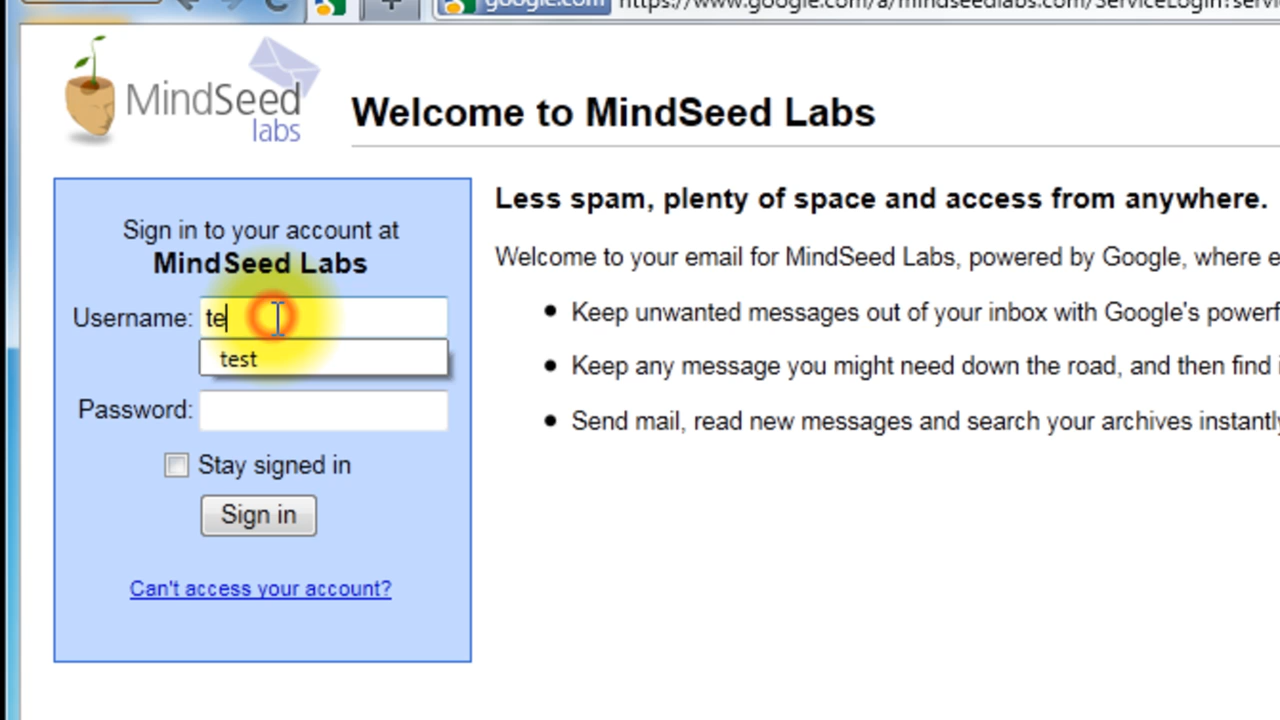 google.com https://www.google.com/a/mindseedlabs.com/ServiceLogin?servi
MindSeed
labs
Welcome to MindSeed Labs
Sign in to your account at
MindSeed Labs
Username: te
test
Password:
Stay signed in
Sign in
Can't access your account?
Less spam, plenty of space and access from anywhere.
Welcome to your email for MindSeed Labs, powered by Google, where e
• Keep unwanted messages out of your inbox with Google's powerf
• Keep any message you might need down the road, and then find i
• Send mail, read new messages and search your archives instantly